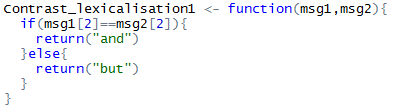 Contrast_lexicalisation1 <- function(msg1,msg2){
  if(msg1[2]==msg2[2]){
    return("and")
  }else{
    return("but")
  }
}